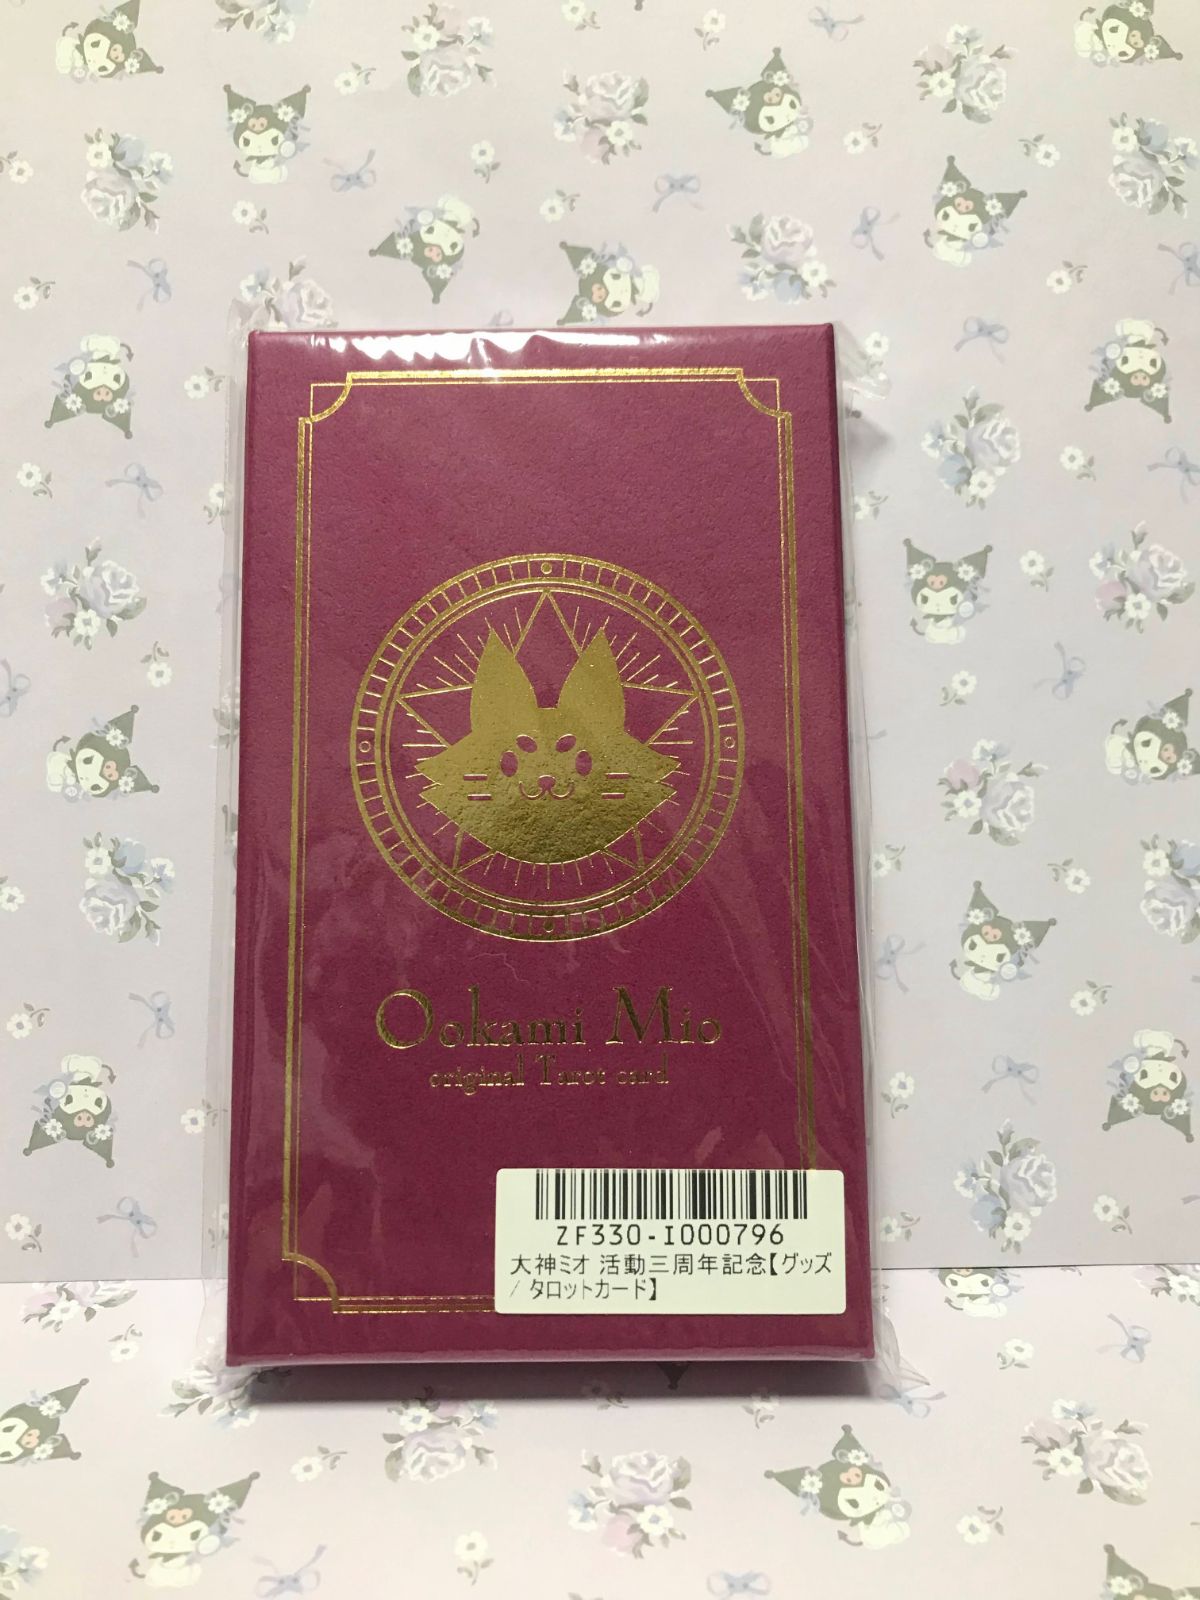 Ookami Mio
original Tarot card
ZF330-I000796
大神ミオ 活動三周年記念【グッズ
/ タロットカード】